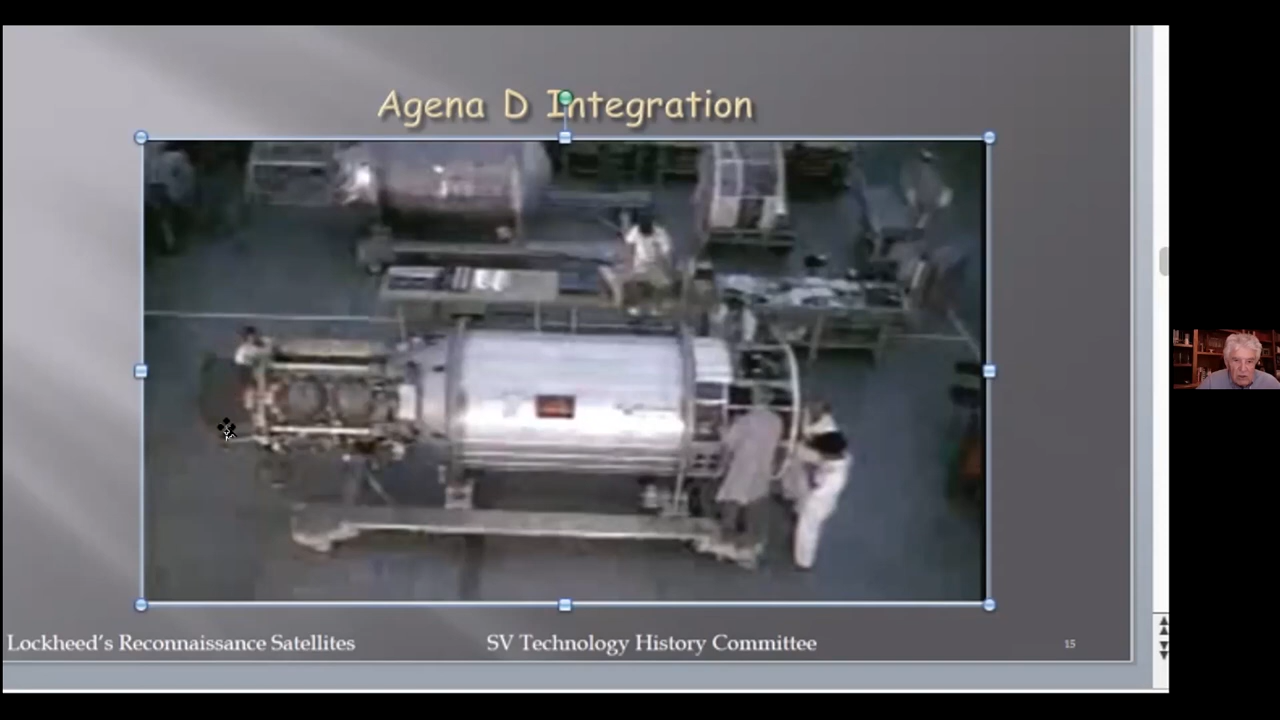 Agena D Integration
Lockheed's Reconnaissance Satellites
SV Technology History Committee
15